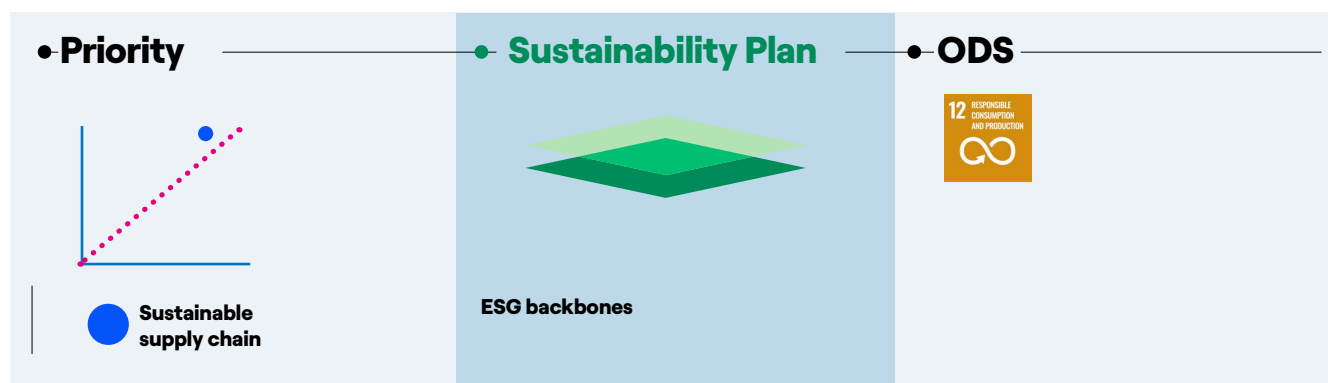 Priority
Sustainability Plan
ODS
12 RESPONSIBLE
CONSUMPTION
AND PRODUCTION
Sustainable
supply chain
ESG backbones